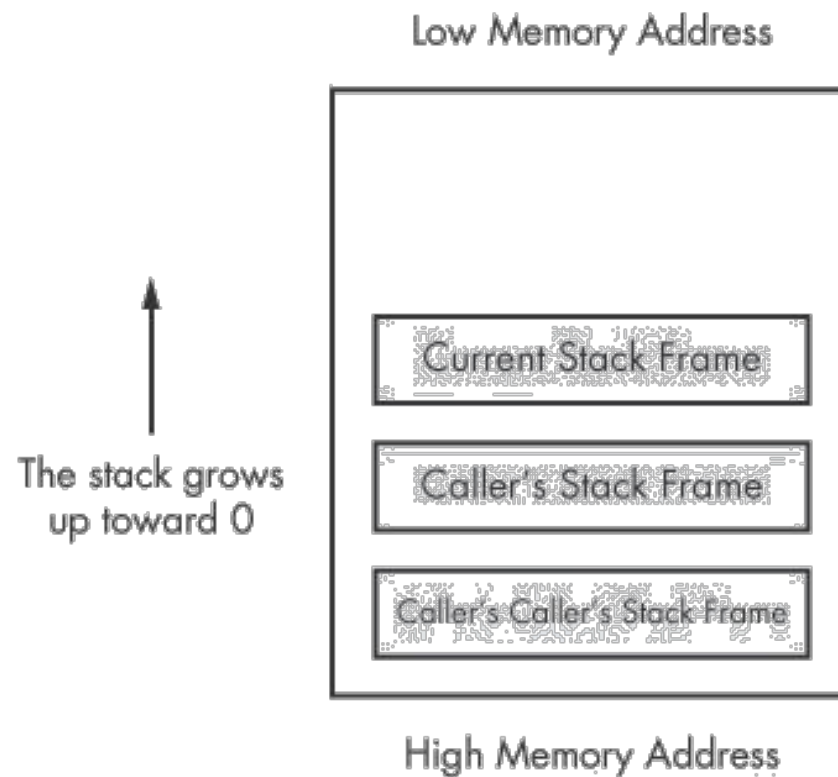 Low Memory Address
Current Stack Frame
The stack grows
up toward 0
Caller's Stack Frame
Caller's Caller's Stack Frame
High Memory Address